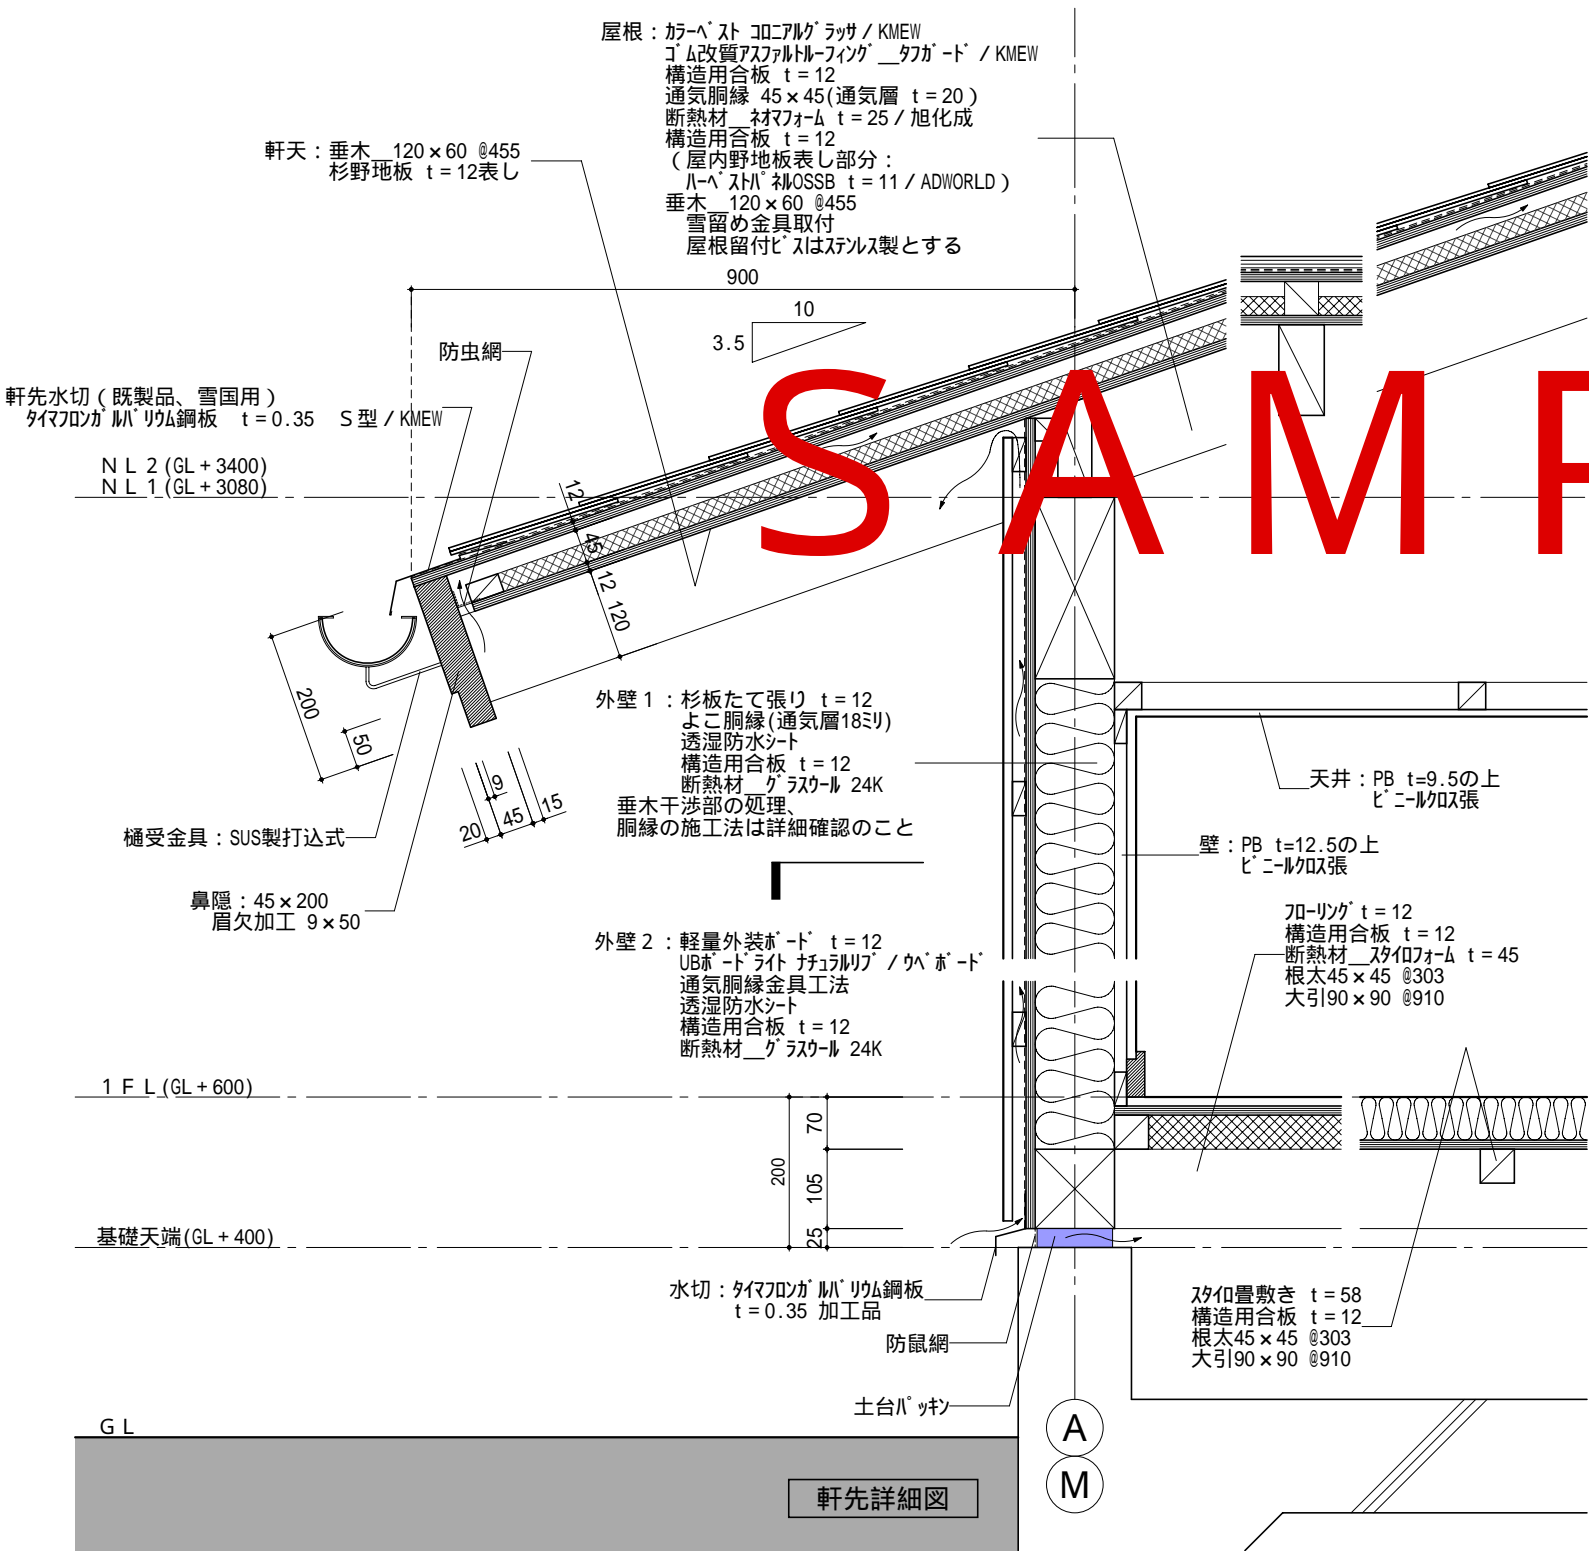 屋根：カラーベスト コロニアルグラッサ / KMEW
ゴム改質アスファルトルーフィング__タフガード / KMEW
構造用合板 t = 12
通気胴縁 45×45(通気層 t = 20 )
断熱材__ネオマフォーム t = 25 / 旭化成
構造用合板 t = 12
( 屋内野地板表し部分：
ハーベストパネルOSSB t = 11 / ADWORLD )
垂木__120×60 @455
雪留め金具取付
屋根留付ビスはステンレス製とする
軒天：垂木__120×60 @455
杉野地板 t = 12表し
900
10
3.5
防虫網
軒先水切 ( 既製品、雪国用 )
タイマフロンガルバリウム鋼板 t = 0.35 Ｓ型 / KMEW
ＮＬ２(GL + 3400)
ＮＬ１(GL + 3080)
SAMP
12
45
12
120
200
50
9
20
45
15
外壁１：杉板たて張り t = 12
よこ胴縁(通気層18ミリ)
透湿防水シート
構造用合板 t = 12
断熱材__グラスウール 24K
垂木干渉部の処理、
胴縁の施工法は詳細確認のこと
天井：PB t=9.5の上
ビニールクロス張
壁：PB t=12.5の上
ビニールクロス張
樋受金具：SUS製打込式
鼻隠：45×200
眉欠加工 9×50
フローリング t = 12
構造用合板 t = 12
断熱材__スタイロフォーム t = 45
根太45×45 @303
大引90×90 @910
外壁２：軽量外装ボード t = 12
UBボードライト ナチュラルリブ / ウベボード
通気胴縁金具工法
透湿防水シート
構造用合板 t = 12
断熱材__グラスウール 24K
１ＦＬ(GL + 600)
70
200
105
25
基礎天端(GL + 400)
水切：タイマフロンガルバリウム鋼板
t = 0.35 加工品
防鼠網
土台パッキン
スタイロ畳敷き t = 58
構造用合板 t = 12
根太45×45 @303
大引90×90 @910
ＧＬ
A
M
軒先詳細図